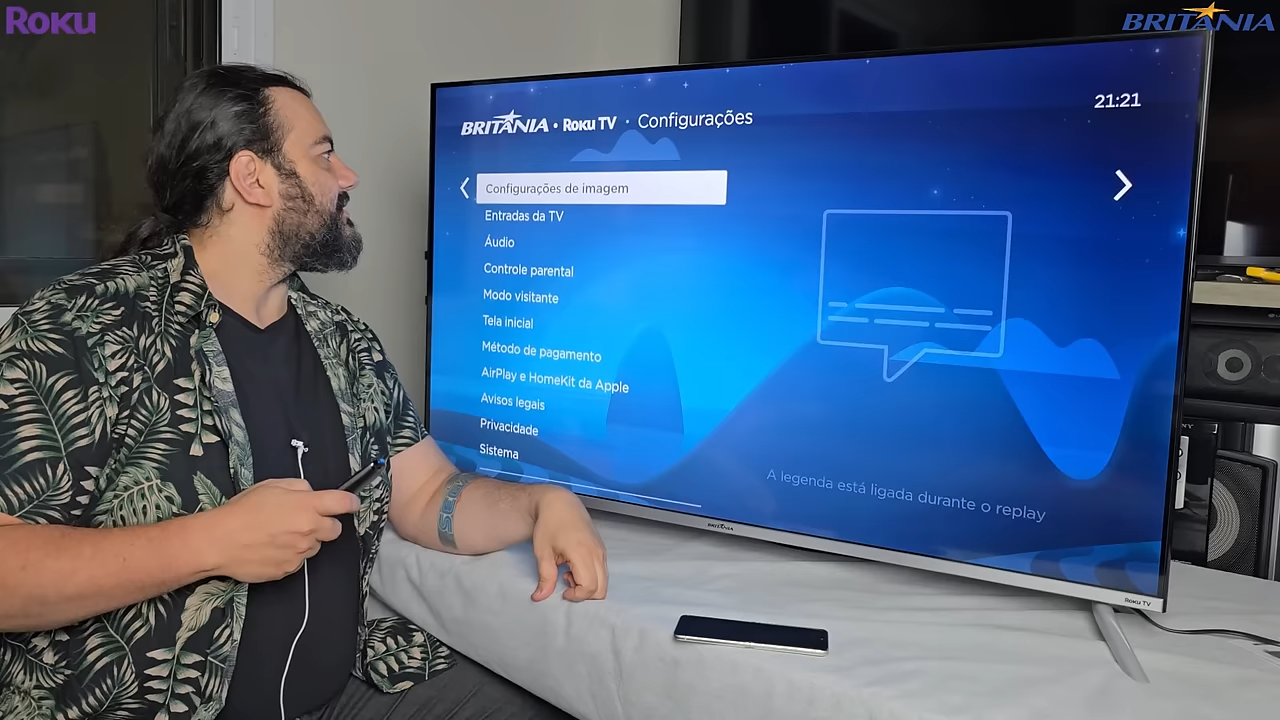 ROKU
BRITANIA
BRITANIA • ROKU TV • Configurações
21:21
Configurações de imagem
Entradas da TV
Áudio
Controle parental
Modo visitante
Tela inicial
Método de pagamento
AirPlay e HomeKit da Apple
Avisos legais
Privacidade
Sistema
A legenda está ligada durante o replay
BRITANIA
ROKU TV